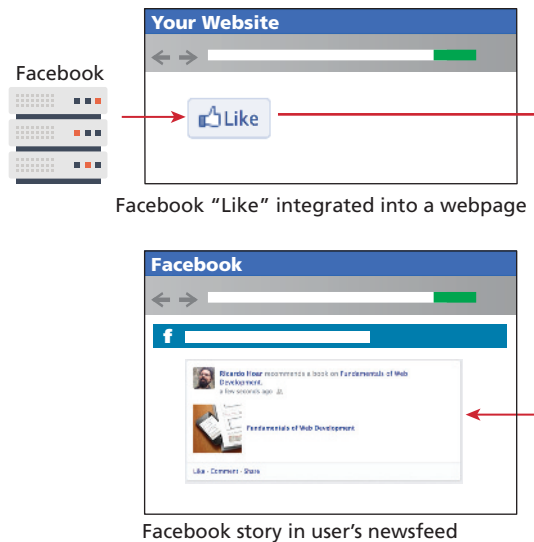 Your Website
Facebook
Like
Facebook “Like” integrated into a webpage
Facebook
f
Ricardo Hoar recommends a book on Fundamentals of Web
Development.
a few seconds ago
Fundamentals of Web Development
Like · Comment · Share
Facebook story in user’s newsfeed